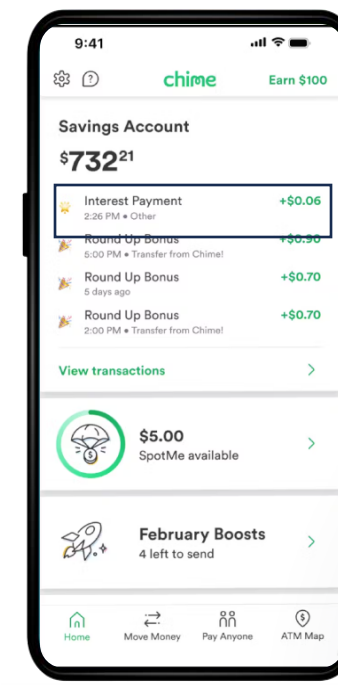 9:41
chime
Earn $100
Savings Account
$732²¹
Interest Payment +$0.06
2:26 PM • Other
Round Up Bonus +$0.90
5:00 PM • Transfer from Chime!
Round Up Bonus +$0.70
5 days ago
Round Up Bonus +$0.70
2:00 PM • Transfer from Chime!
View transactions
$5.00
SpotMe available
February Boosts
4 left to send
Home Move Money Pay Anyone ATM Map